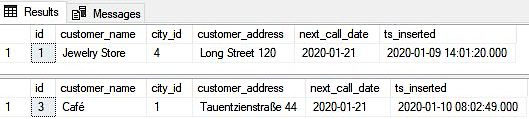 Results Messages
id customer_name city_id customer_address next_call_date ts_inserted
1 1 Jewelry Store 4 Long Street 120 2020-01-21 2020-01-09 14:01:20.000
id customer_name city_id customer_address next_call_date ts_inserted
1 3 Café 1 Tauentzienstraße 44 2020-01-21 2020-01-10 08:02:49.000